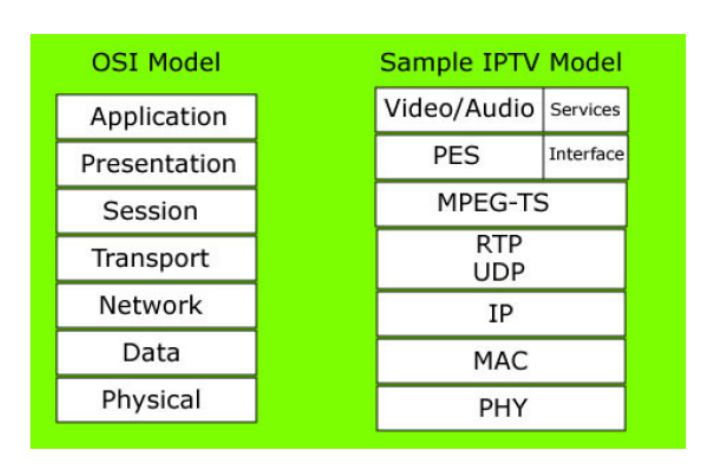 OSI Model
Application
Presentation
Session
Transport
Network
Data
Physical
Sample IPTV Model
Video/Audio Services
PES Interface
MPEG-TS
RTP
UDP
IP
MAC
PHY